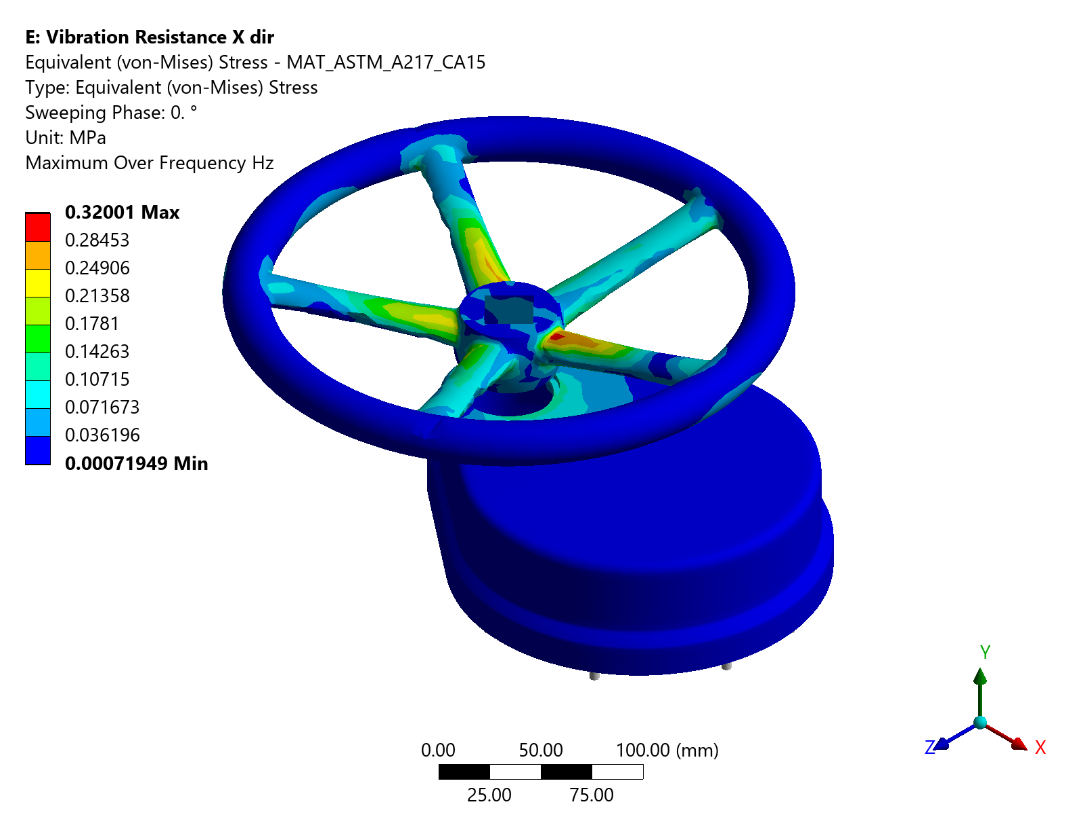 E: Vibration Resistance X dir
Equivalent (von-Mises) Stress - MAT_ASTM_A217_CA15
Type: Equivalent (von-Mises) Stress
Sweeping Phase: 0. °
Unit: MPa
Maximum Over Frequency Hz
0.32001 Max
0.28453
0.24906
0.21358
0.1781
0.14263
0.10715
0.071673
0.036196
0.00071949 Min
Y
Z
X
0.00 50.00 100.00 (mm)
25.00 75.00